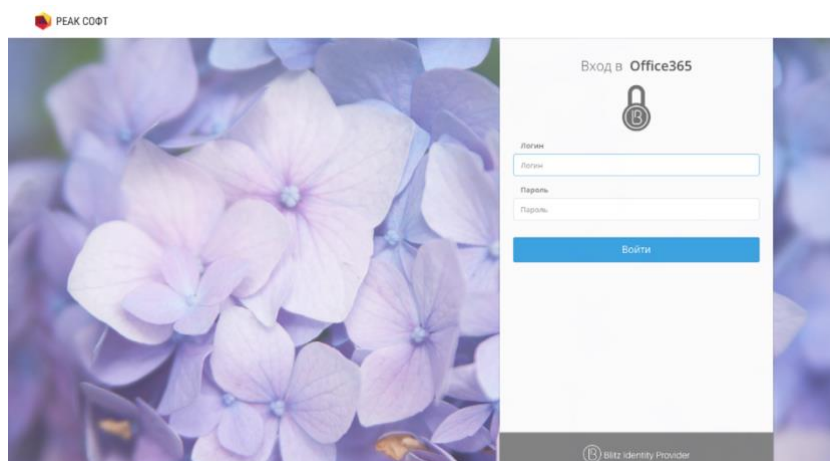 РЕАК СОФТ
Вход в Office365
Логин
Логин
Пароль
Пароль
Войти
Blitz Identity Provider